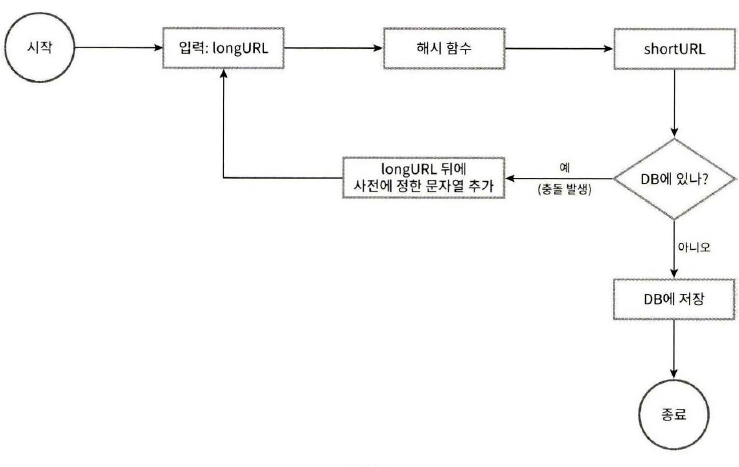 시작
입력: longURL
해시 함수
shortURL
longURL 뒤에
사전에 정한 문자열 추가
예
(충돌 발생)
DB에 있나?
아니오
DB에 저장
종료